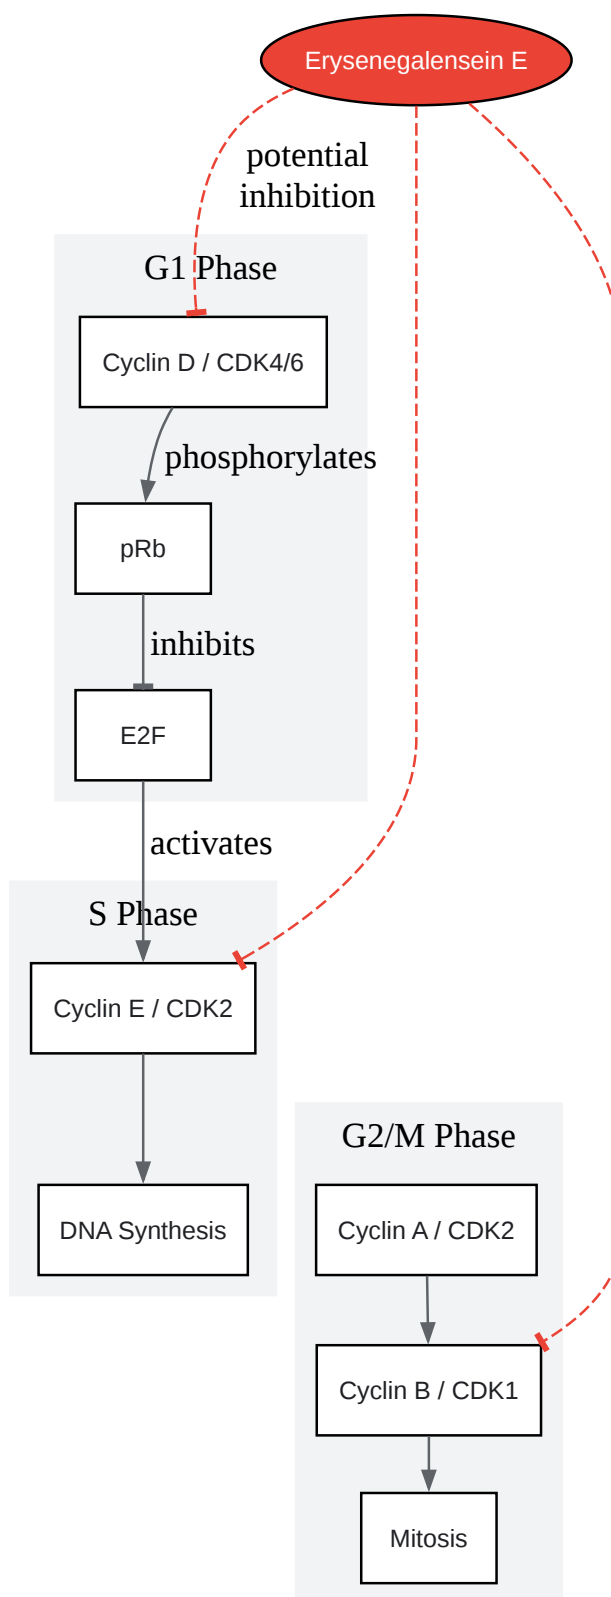 Erysenegalensein E
potential
inhibition
G1 Phase
Cyclin D / CDK4/6
phosphorylates
pRb
inhibits
E2F
activates
S Phase
Cyclin E / CDK2
DNA Synthesis
G2/M Phase
Cyclin A / CDK2
Cyclin B / CDK1
Mitosis